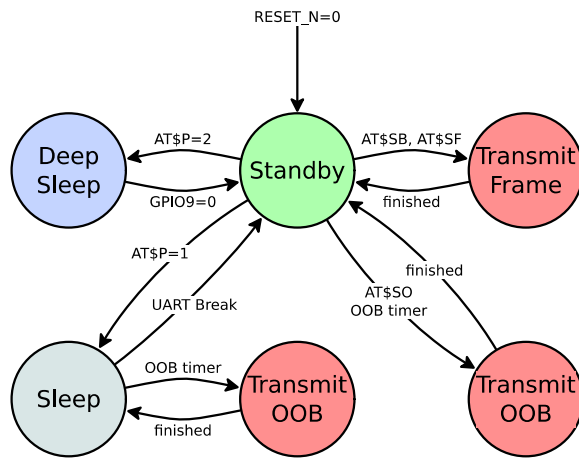 RESET_N=0
Deep
Sleep
AT$P=2
GPIO9=0
Standby
AT$SB, AT$SF
finished
Transmit
Frame
AT$P=1
UART Break
AT$SO
OOB timer
finished
Sleep
OOB timer
finished
Transmit
OOB
Transmit
OOB